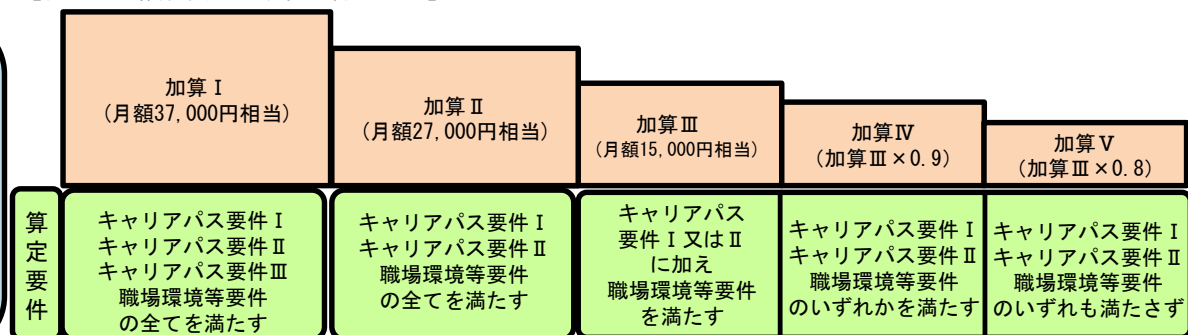 加算Ⅰ
(月額37,000円相当)
加算Ⅱ
(月額27,000円相当)
加算Ⅲ
(月額15,000円相当)
加算Ⅳ
(加算Ⅲ×0.9)
加算Ⅴ
(加算Ⅲ×0.8)
算定要件
キャリアパス要件Ⅰ
キャリアパス要件Ⅱ
キャリアパス要件Ⅲ
職場環境等要件
の全てを満たす
キャリアパス要件Ⅰ
キャリアパス要件Ⅱ
職場環境等要件
の全てを満たす
キャリアパス
要件Ⅰ又はⅡ
に加え
職場環境等要件
を満たす
キャリアパス要件Ⅰ
キャリアパス要件Ⅱ
職場環境等要件
のいずれかを満たす
キャリアパス要件Ⅰ
キャリアパス要件Ⅱ
職場環境等要件
のいずれも満たさず